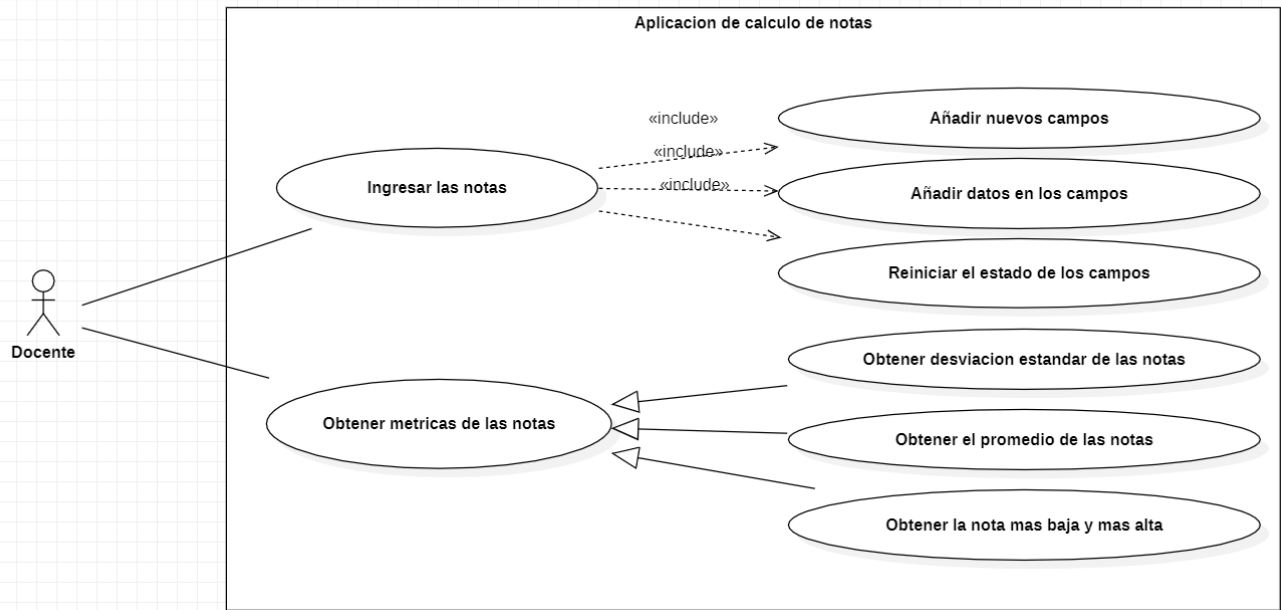 Aplicacion de calculo de notas
«include»
Añadir nuevos campos
«include»
Ingresar las notas
«include»
Añadir datos en los campos
Reiniciar el estado de los campos
Docente
Obtener desviacion estandar de las notas
Obtener metricas de las notas
Obtener el promedio de las notas
Obtener la nota mas baja y mas alta